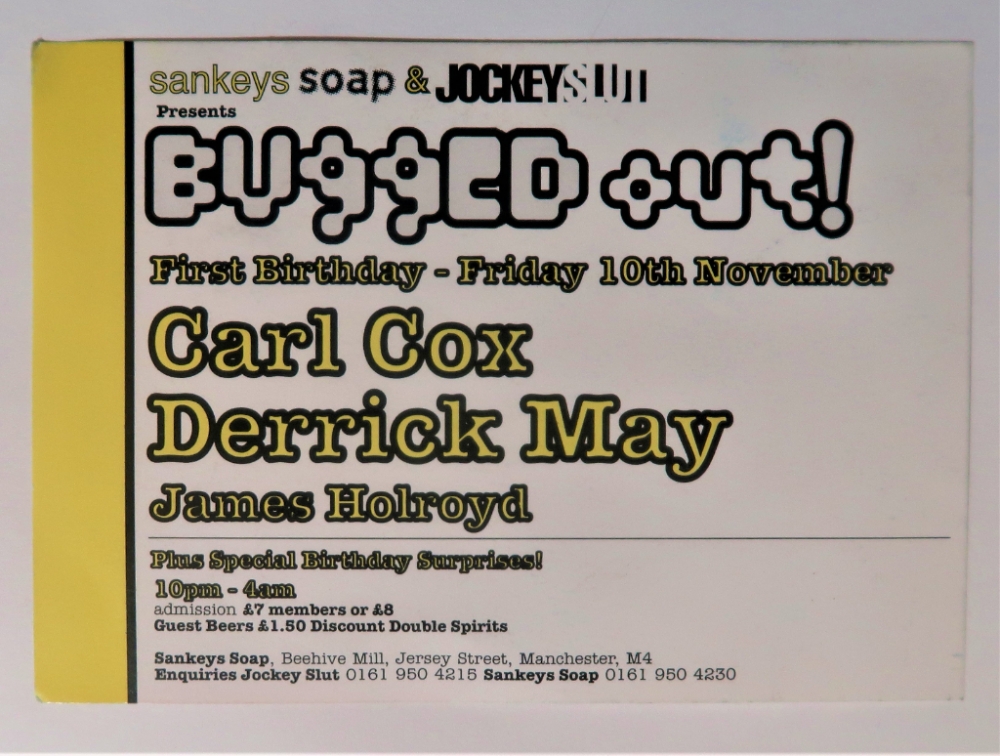 sankeys soap & JOCKEYSLUT
Presents
BUggED out!
First Birthday - Friday 10th November
Carl Cox
Derrick May
James Holroyd
Plus Special Birthday Surprises!
10pm - 4am
admission £7 members or £8
Guest Beers £1.50 Discount Double Spirits
Sankeys Soap, Beehive Mill, Jersey Street, Manchester, M4
Enquiries Jockey Slut 0161 950 4215 Sankeys Soap 0161 950 4230